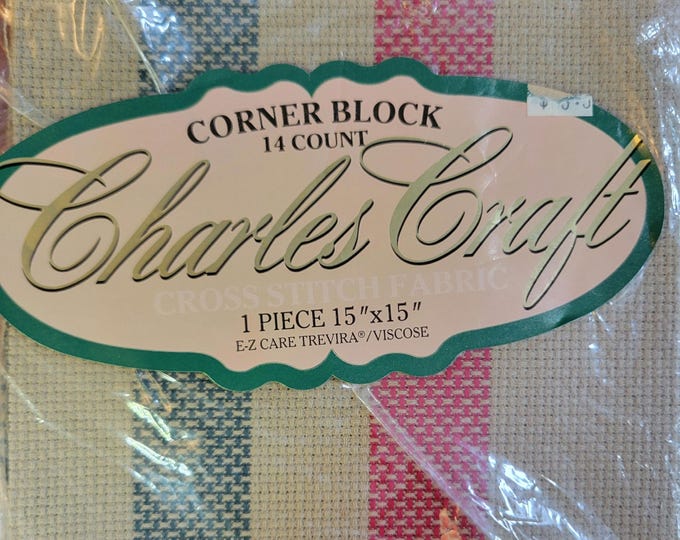 CORNER BLOCK
14 COUNT
Charles Craft
CROSS STITCH FABRIC
1 PIECE 15"x15"
E-Z CARE TREVIRA®/VISCOSE